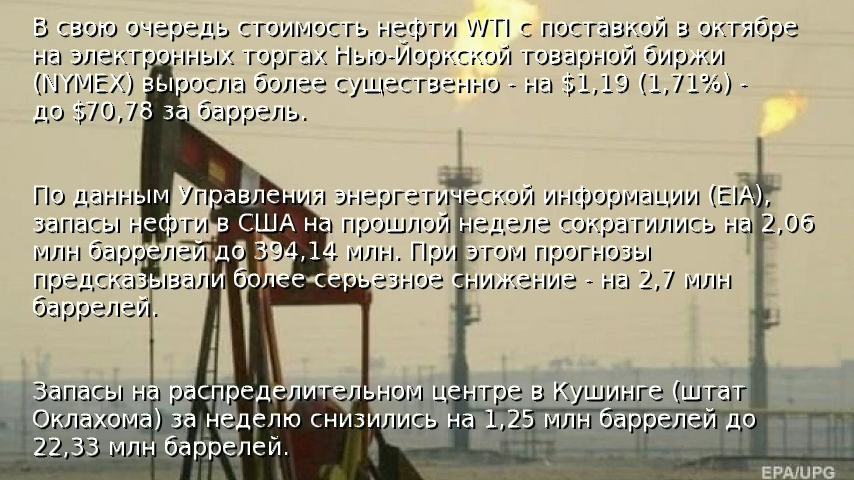 В свою очередь стоимость нефти WTI с поставкой в октябре
на электронных торгах Нью-Йоркской товарной биржи
(NYMEX) выросла более существенно - на $1,19 (1,71%) -
до $70,78 за баррель.
По данным Управления энергетической информации (EIA),
запасы нефти в США на прошлой неделе сократились на 2,06
млн баррелей до 394,14 млн. При этом прогнозы
предсказывали более серьезное снижение - на 2,7 млн
баррелей.
Запасы на распределительном центре в Кушинге (штат
Оклахома) за неделю снизились на 1,25 млн баррелей до
22,33 млн баррелей.
EPA/UPG